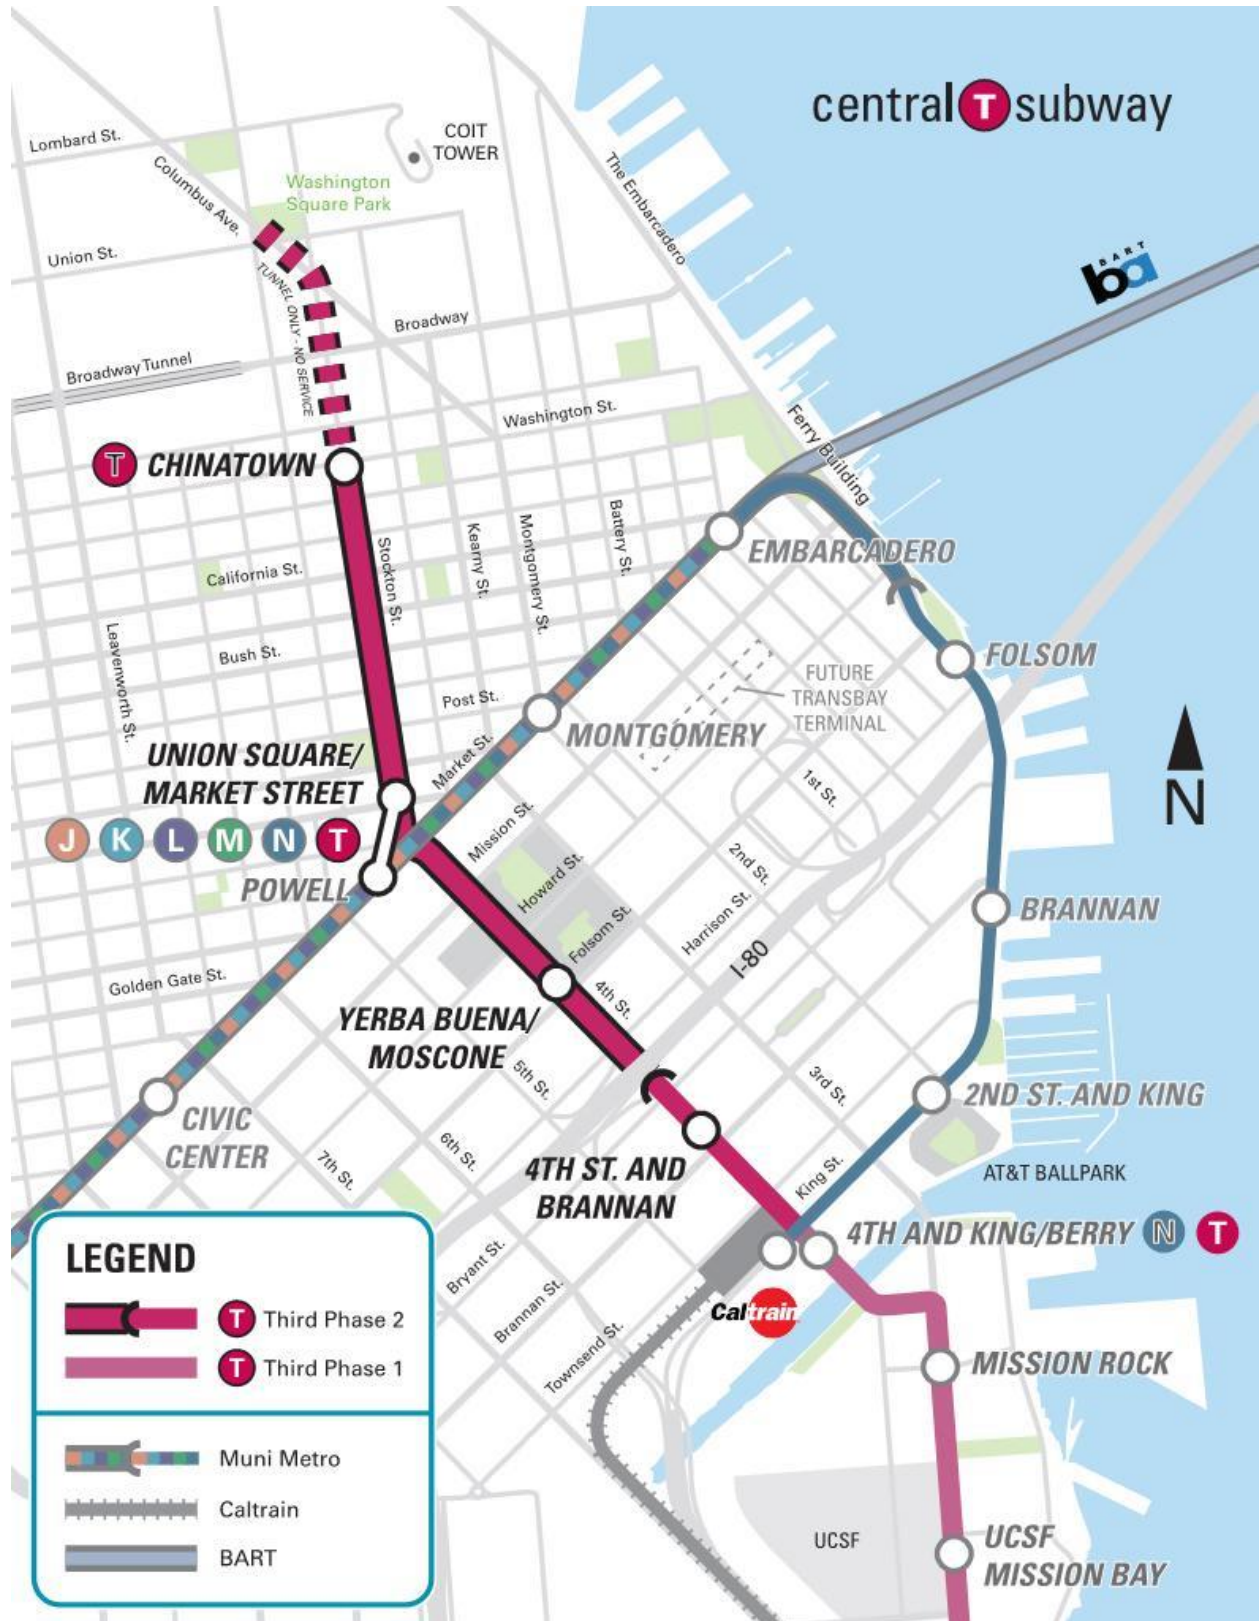 central T subway
Lombard St.
COIT
TOWER
Columbus Ave.
Washington
Square Park
The Embarcadero
Union St.
BART
ba
TUNNEL ONLY - NO SERVICE
Broadway
Broadway Tunnel
Washington St.
Ferry Building
T CHINATOWN
Stockton St.
Kearny St.
Montgomery St.
Battery St.
EMBARCADERO
California St.
Leavenworth St.
Bush St.
FOLSOM
FUTURE
TRANSBAY
TERMINAL
Post St.
MONTGOMERY
Market St.
UNION SQUARE/
MARKET STREET
J K L M N T
POWELL
1st St.
N
Mission St.
Howard St.
Folsom St.
2nd St.
Harrison St.
I-80
BRANNAN
Golden Gate St.
4th St.
YERBA BUENA/
MOSCONE
5th St.
3rd St.
2ND ST. AND KING
CIVIC
CENTER
6th St.
7th St.
4TH ST. AND
BRANNAN
King St.
AT&T BALLPARK
4TH AND KING/BERRY N T
Bryant St.
Brannan St.
Townsend St.
Caltrain
MISSION ROCK
UCSF
UCSF
MISSION BAY
LEGEND
T Third Phase 2
T Third Phase 1
Muni Metro
Caltrain
BART